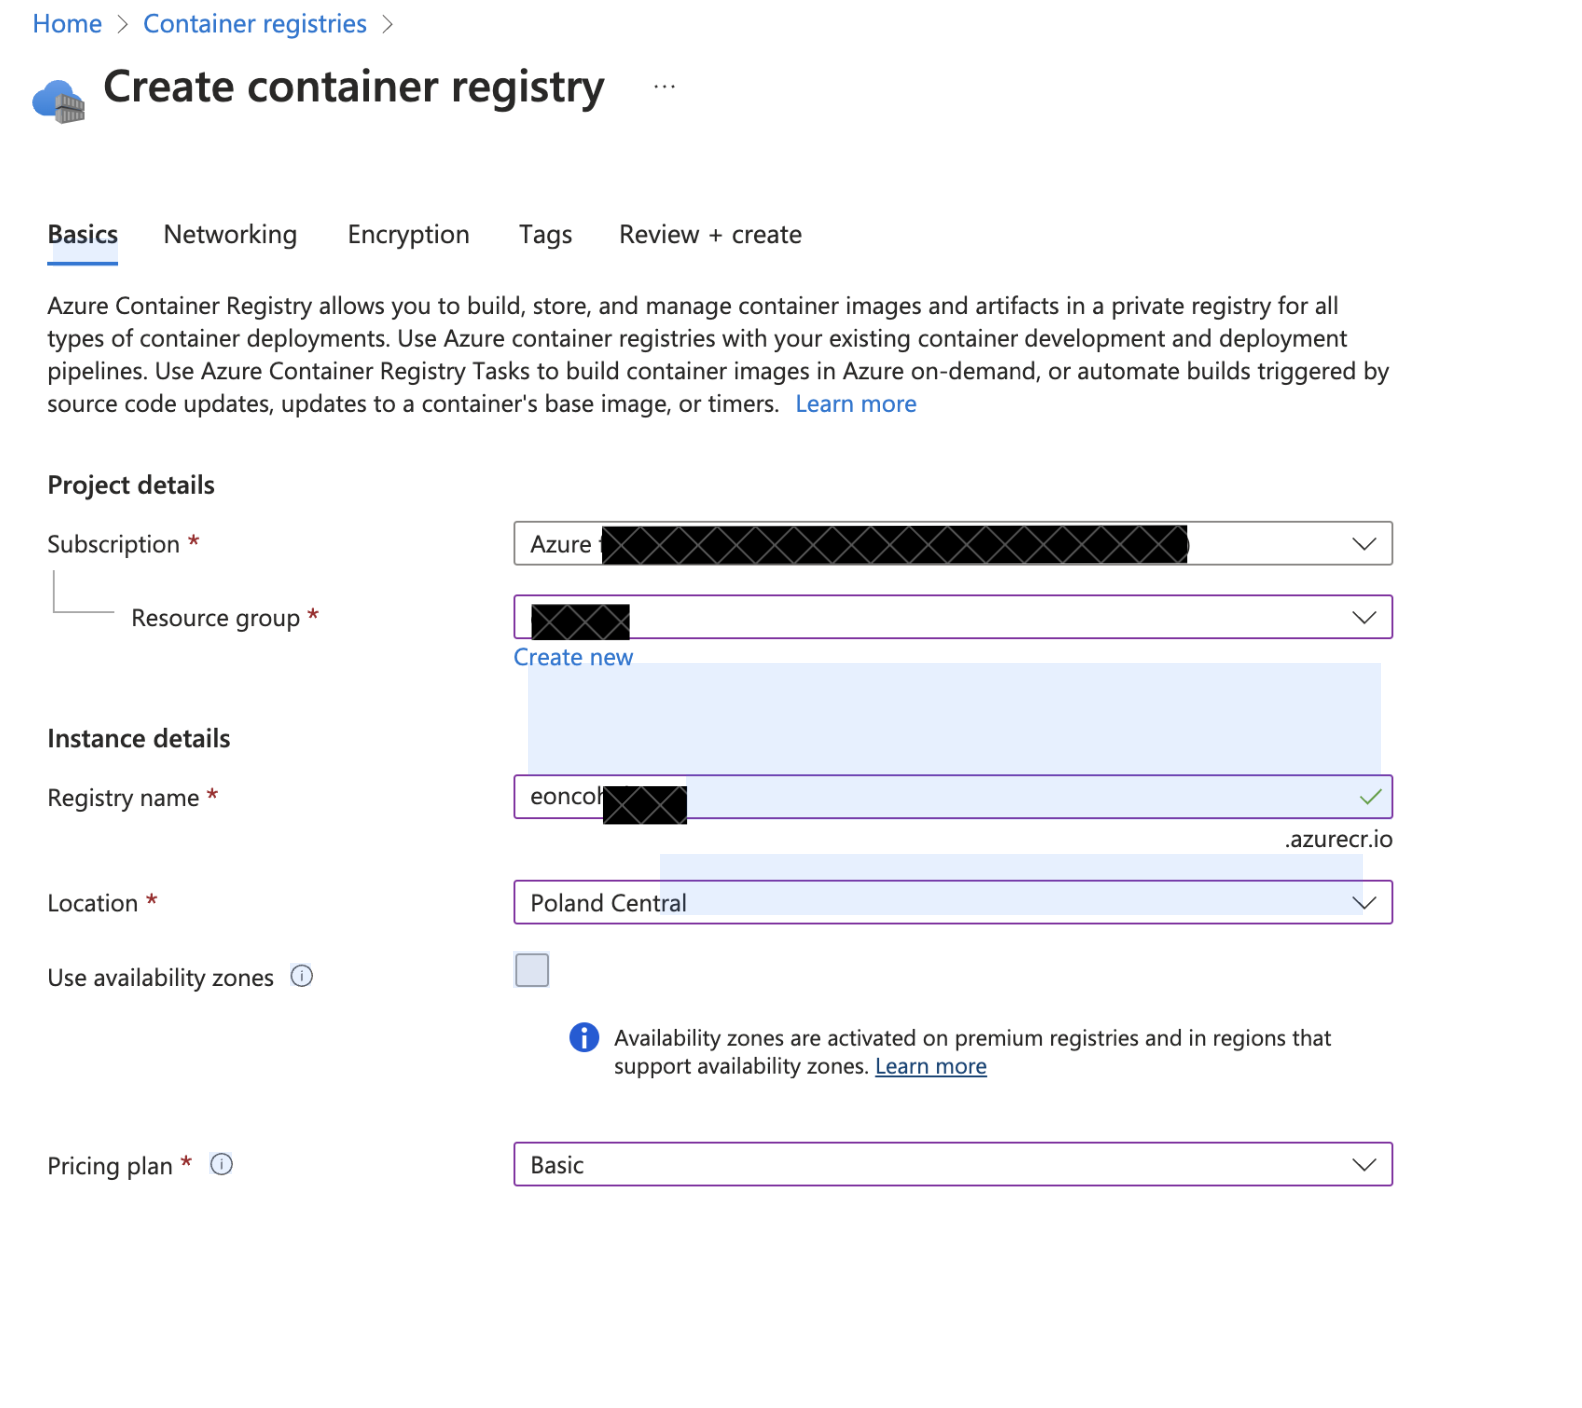 Home > Container registries >
Create container registry ...
Basics Networking Encryption Tags Review + create
Azure Container Registry allows you to build, store, and manage container images and artifacts in a private registry for all
types of container deployments. Use Azure container registries with your existing container development and deployment
pipelines. Use Azure Container Registry Tasks to build container images in Azure on-demand, or automate builds triggered by
source code updates, updates to a container's base image, or timers. Learn more
Project details
Subscription * Azure
Resource group *
Create new
Instance details
Registry name *
.azurecr.io
Location * Poland Central
Use availability zones
Availability zones are activated on premium registries and in regions that
support availability zones. Learn more
Pricing plan * Basic